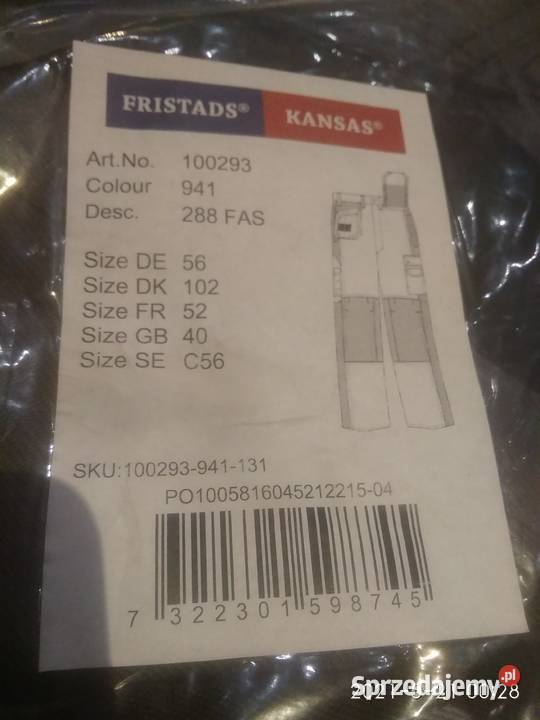 FRISTADS® KANSAS®
Art.No. 100293
Colour 941
Desc. 288 FAS
Size DE 56
Size DK 102
Size FR 52
Size GB 40
Size SE C56
SKU:100293-941-131
PO1005816045212215-04
7 322301 598745
Sprzedajemy.pl